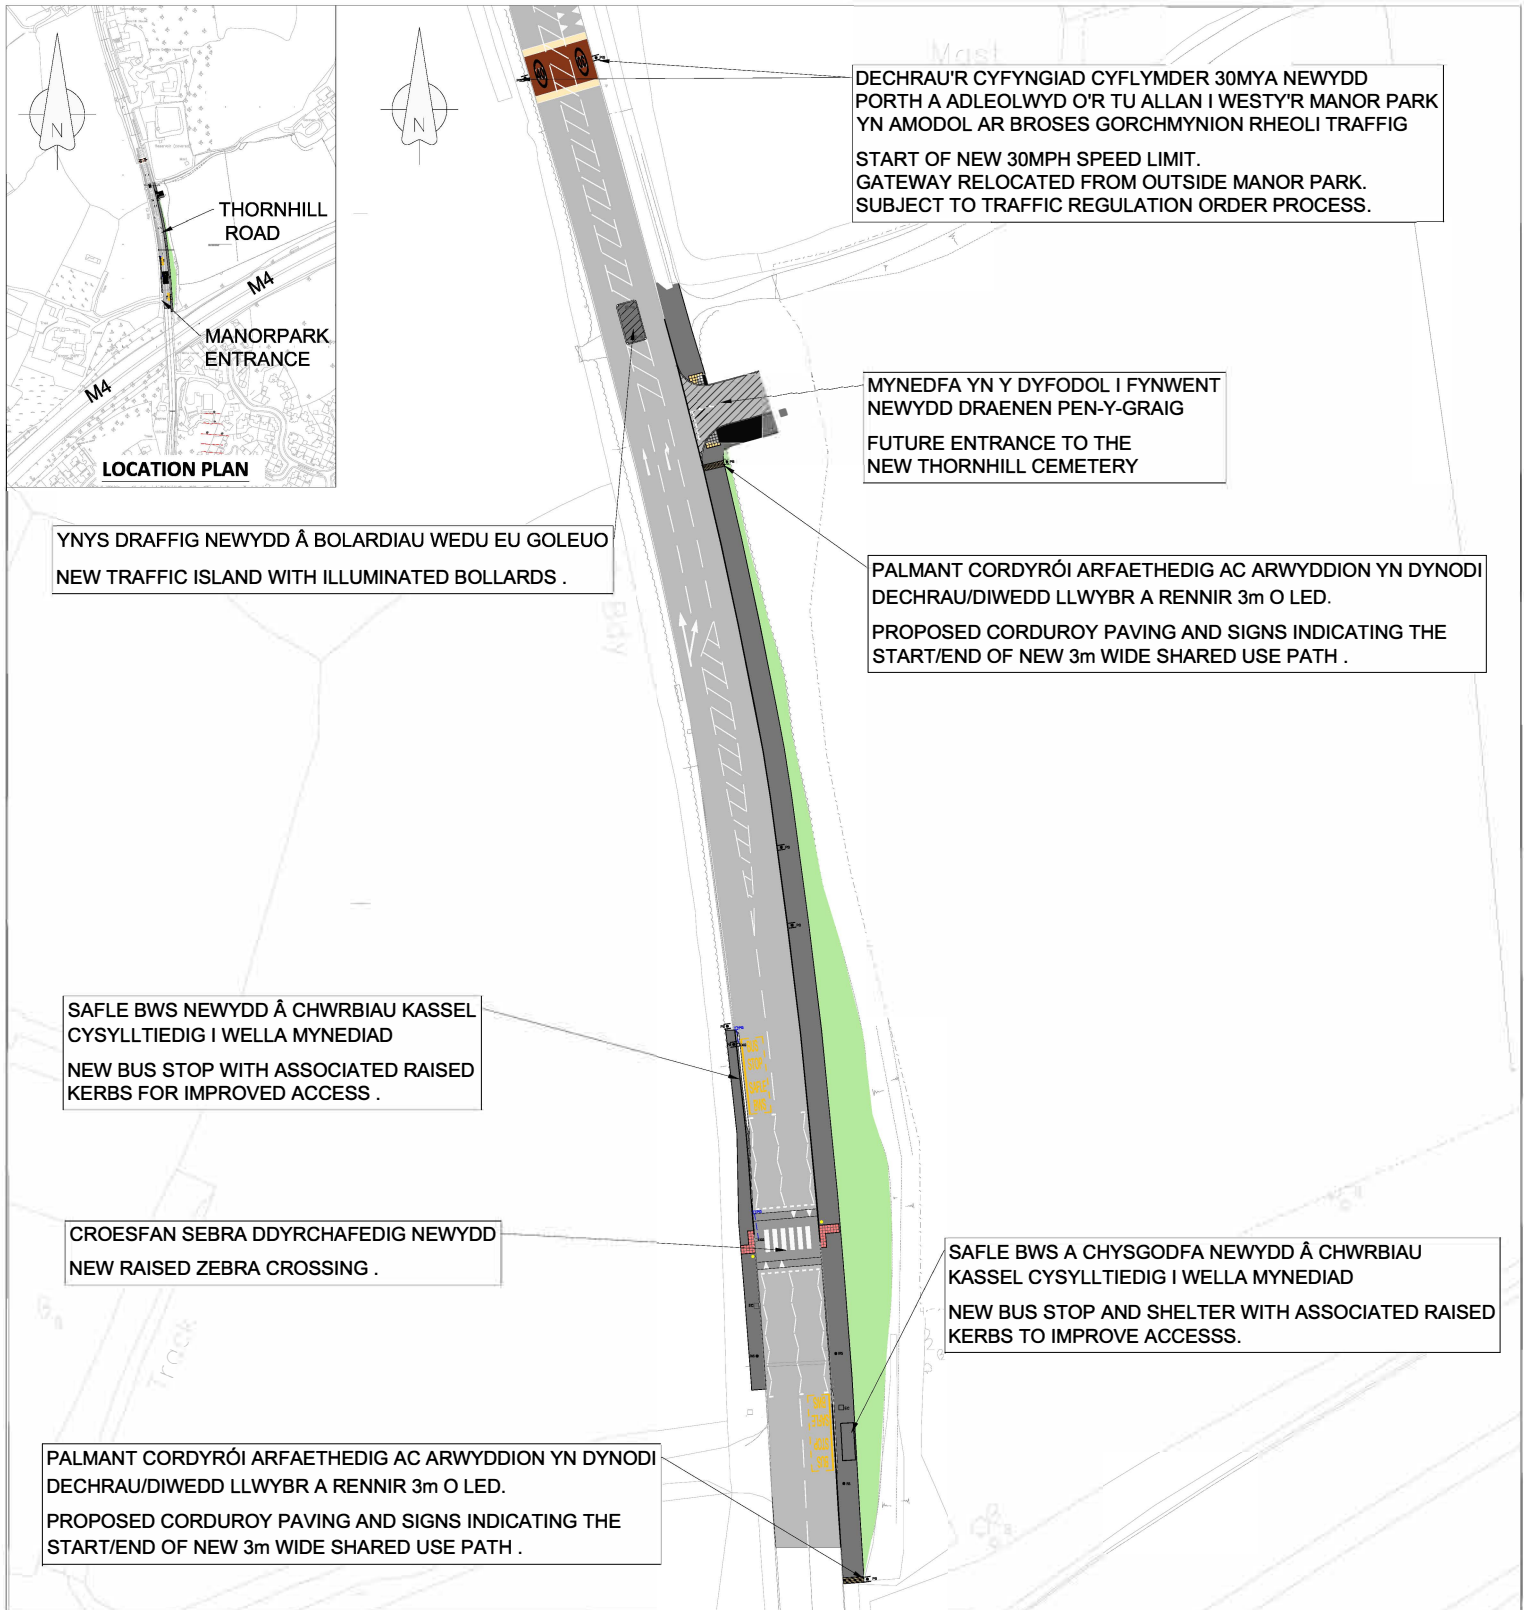 Mast
DECHRAU'R CYFYNGIAD CYFLYMDER 30MYA NEWYDD
PORTH A ADLEOLWYD O'R TU ALLAN I WESTY'R MANOR PARK
YN AMODOL AR BROSES GORCHMYNION RHEOLI TRAFFIG
START OF NEW 30MPH SPEED LIMIT.
GATEWAY RELOCATED FROM OUTSIDE MANOR PARK.
SUBJECT TO TRAFFIC REGULATION ORDER PROCESS.
N
N
THORNHILL
ROAD
M4
MANORPARK
ENTRANCE
M4
LOCATION PLAN
MYNEDFA YN Y DYFODOL I FYNWENT
NEWYDD DRAENEN PEN-Y-GRAIG
FUTURE ENTRANCE TO THE
NEW THORNHILL CEMETERY
YNYS DRAFFIG NEWYDD Â BOLARDIAU WEDU EU GOLEUO
NEW TRAFFIC ISLAND WITH ILLUMINATED BOLLARDS .
PALMANT CORDYRÓI ARFAETHEDIG AC ARWYDDION YN DYNODI
DECHRAU/DIWEDD LLWYBR A RENNIR 3m O LED.
PROPOSED CORDUROY PAVING AND SIGNS INDICATING THE
START/END OF NEW 3m WIDE SHARED USE PATH .
Bdy
SAFLE BWS NEWYDD Â CHWRBIAU KASSEL
CYSYLLTIEDIG I WELLA MYNEDIAD
NEW BUS STOP WITH ASSOCIATED RAISED
KERBS FOR IMPROVED ACCESS .
CROESFAN SEBRA DDYRCHAFEDIG NEWYDD
NEW RAISED ZEBRA CROSSING .
SAFLE BWS A CHYSGODFA NEWYDD Â CHWRBIAU
KASSEL CYSYLLTIEDIG I WELLA MYNEDIAD
NEW BUS STOP AND SHELTER WITH ASSOCIATED RAISED
KERBS TO IMPROVE ACCESSS.
Track
PALMANT CORDYRÓI ARFAETHEDIG AC ARWYDDION YN DYNODI
DECHRAU/DIWEDD LLWYBR A RENNIR 3m O LED.
PROPOSED CORDUROY PAVING AND SIGNS INDICATING THE
START/END OF NEW 3m WIDE SHARED USE PATH .